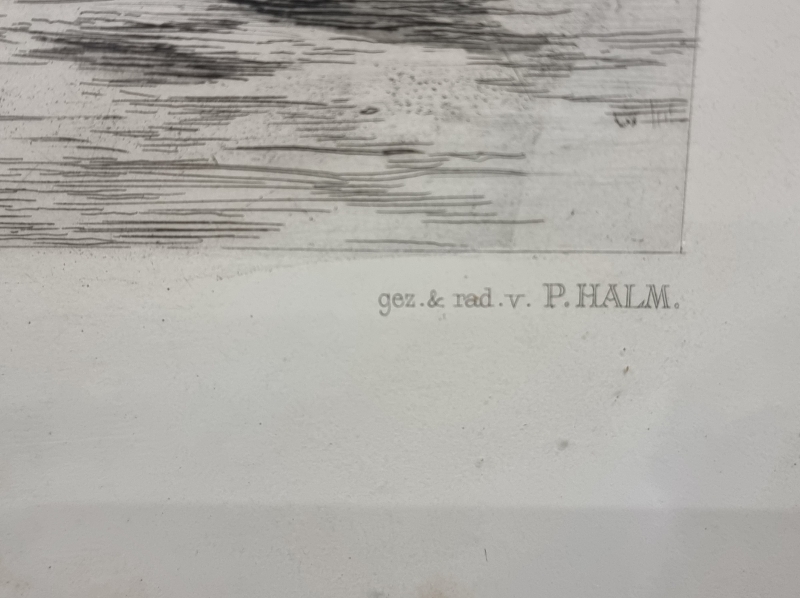 gez. & rad. v. P. HALM.